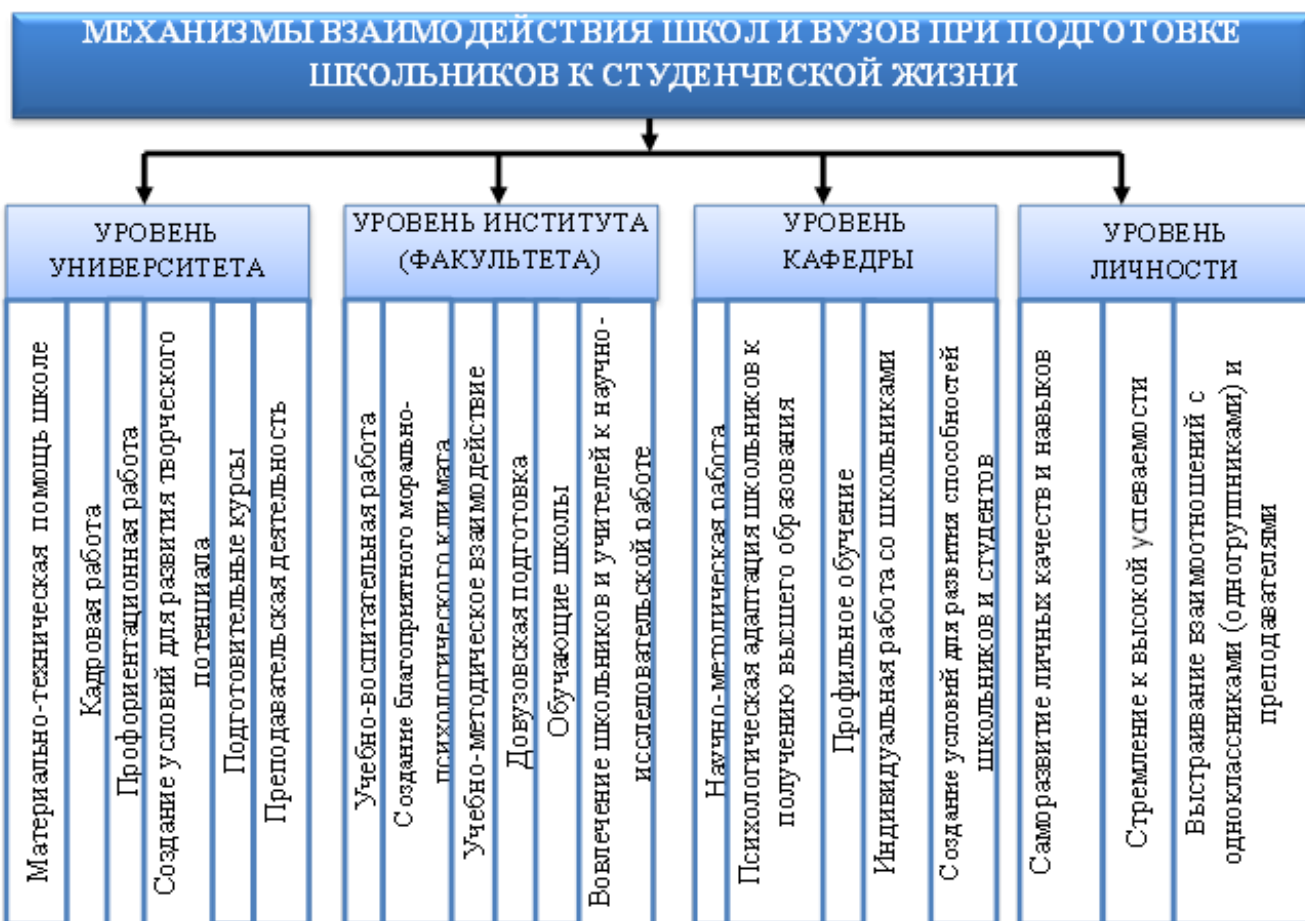 МЕХАНИЗМЫ ВЗАИМОДЕЙСТВИЯ ШКОЛ И ВУЗОВ ПРИ ПОДГОТОВКЕ
ШКОЛЬНИКОВ К СТУДЕНЧЕСКОЙ ЖИЗНИ
УРОВЕНЬ
УНИВЕРСИТЕТА
Материально-техническая помощь школе
Кадровая работа
Профориентационная работа
Создание условий для развития творческого
потенциала
Подготовительные курсы
Преподавательская деятельность
УРОВЕНЬ ИНСТИТУТА
(ФАКУЛЬТЕТА)
Учебно-воспитательная работа
Создание благоприятного морально-
психологического климата
Учебно-методическое взаимодействие
Довузовская подготовка
Обучающие школы
Вовлечение школьников и учителей к научно-
исследовательской работе
УРОВЕНЬ
КАФЕДРЫ
Научно-методическая работа
Психологическая адаптация школьников к
получению высшего образования
Профильное обучение
Индивидуальная работа со школьниками
Создание условий для развития способностей
школьников и студентов
УРОВЕНЬ
ЛИЧНОСТИ
Саморазвитие личных качеств и навыков
Стремление к высокой успеваемости
Выстраивание взаимоотношений с
одноклассниками (одногрупниками) и
преподавателями